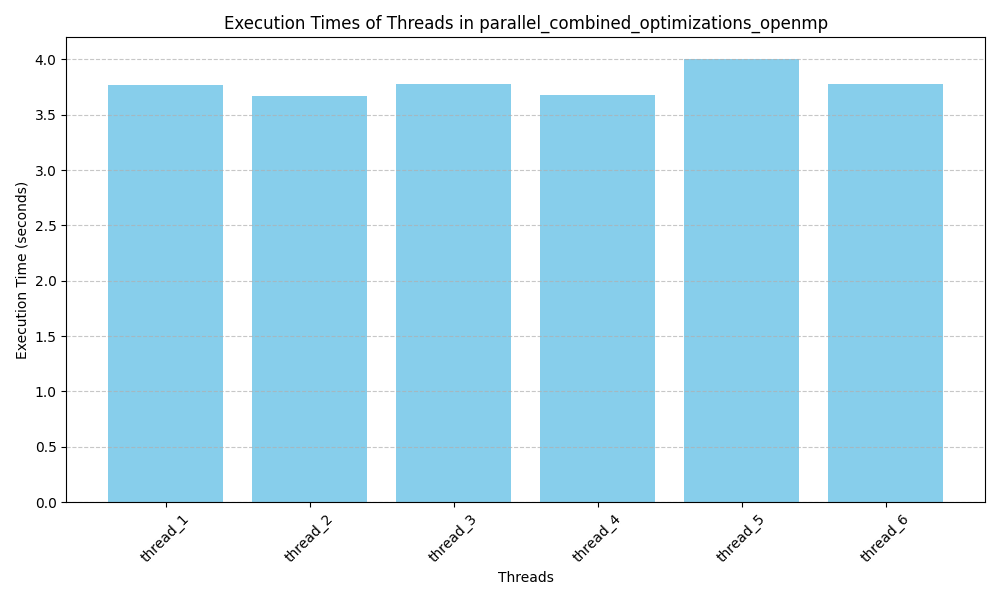 Execution Times of Threads in parallel_combined_optimizations_openmp
Execution Time (seconds)
4.0
3.5
3.0
2.5
2.0
1.5
1.0
0.5
0.0
thread_1
thread_2
thread_3
thread_4
thread_5
thread_6
Threads